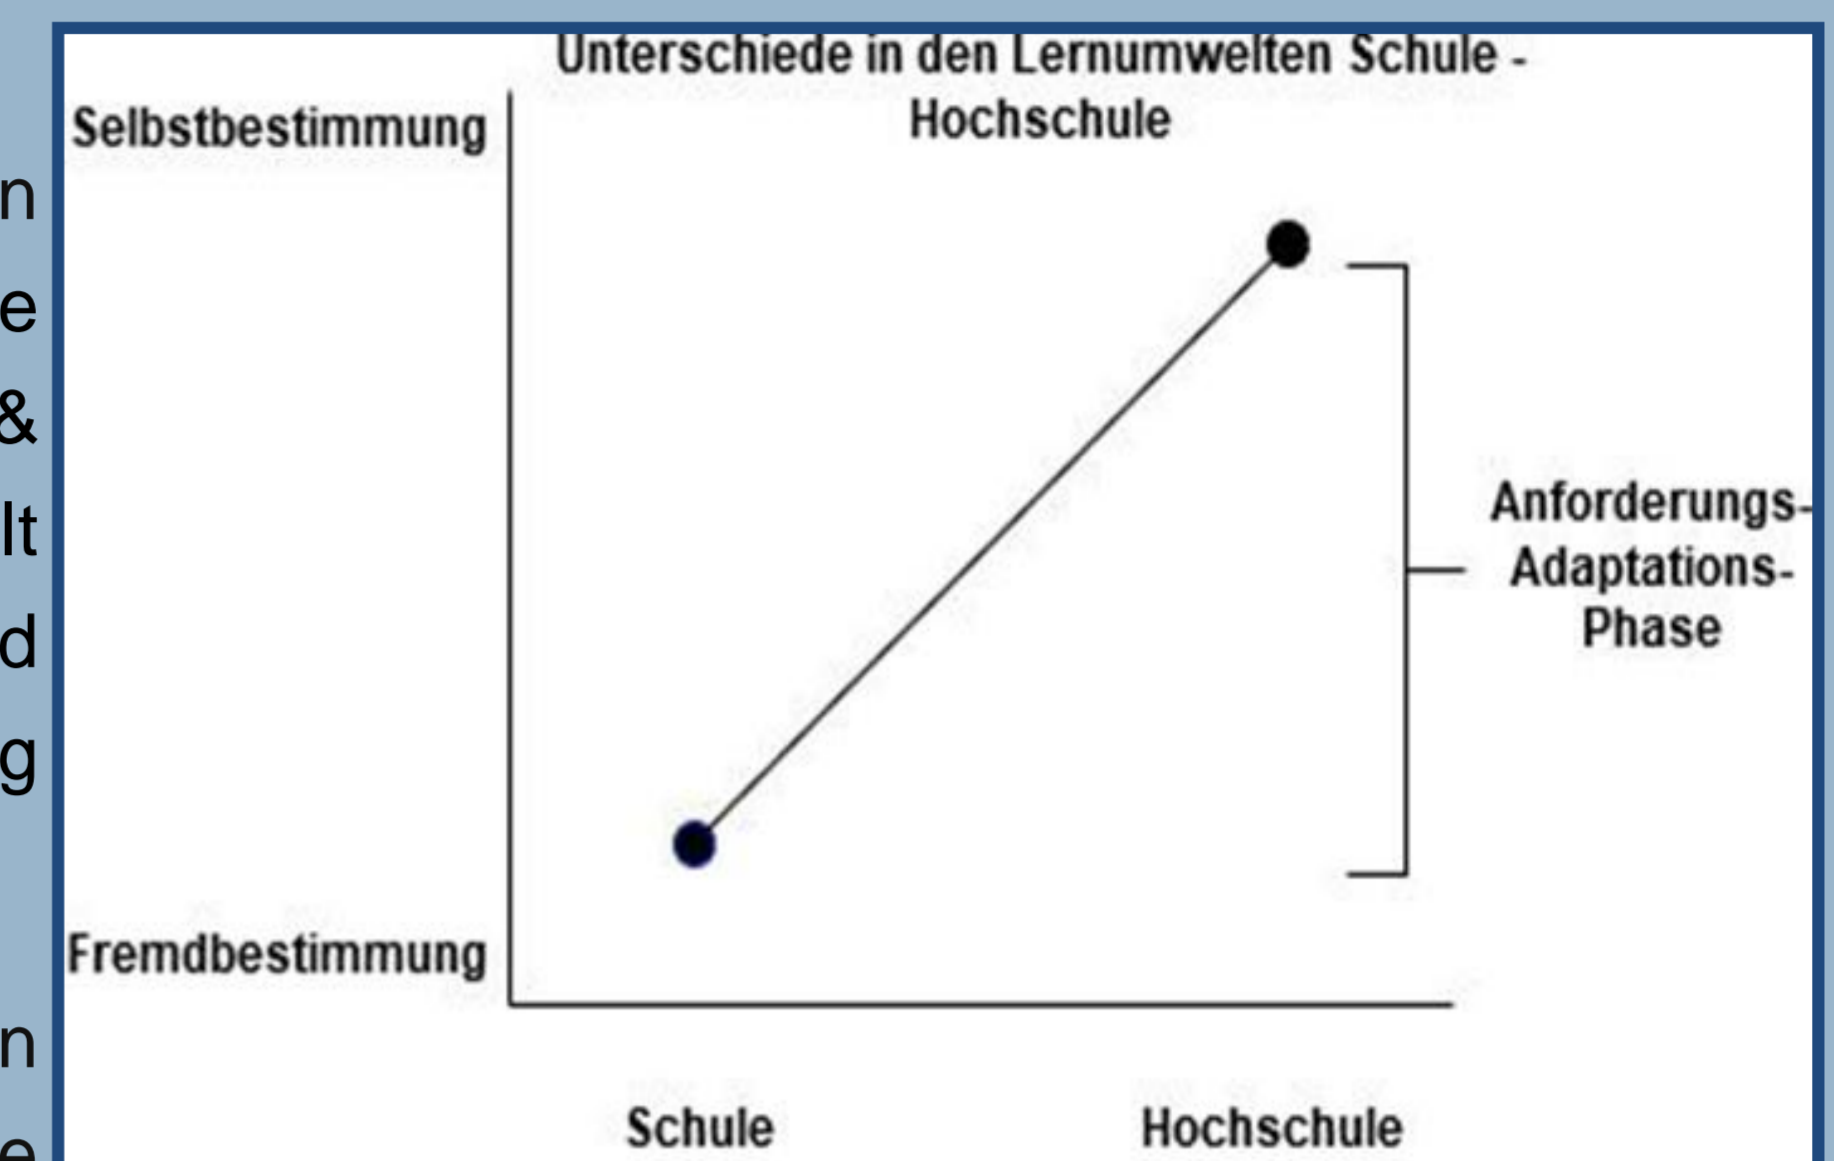 Unterschiede in den Lernumwelten Schule -
Hochschule
Selbstbestimmung
n
e
&
lt
d
g
Anforderungs-
Adaptations-
Phase
Fremdbestimmung
n
e
Schule
Hochschule